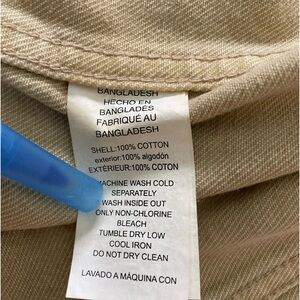 BANGLADESH
HECHO EN
BANGLADES
FABRIQUÉ AU
BANGLADESH
SHELL:100% COTTON
exterior:100% algodón
EXTÉRIEUR:100% COTON
MACHINE WASH COLD
SEPARATELY
WASH INSIDE OUT
ONLY NON-CHLORINE
BLEACH
TUMBLE DRY LOW
COOL IRON
DO NOT DRY CLEAN
LAVADO A MÁQUINA CON